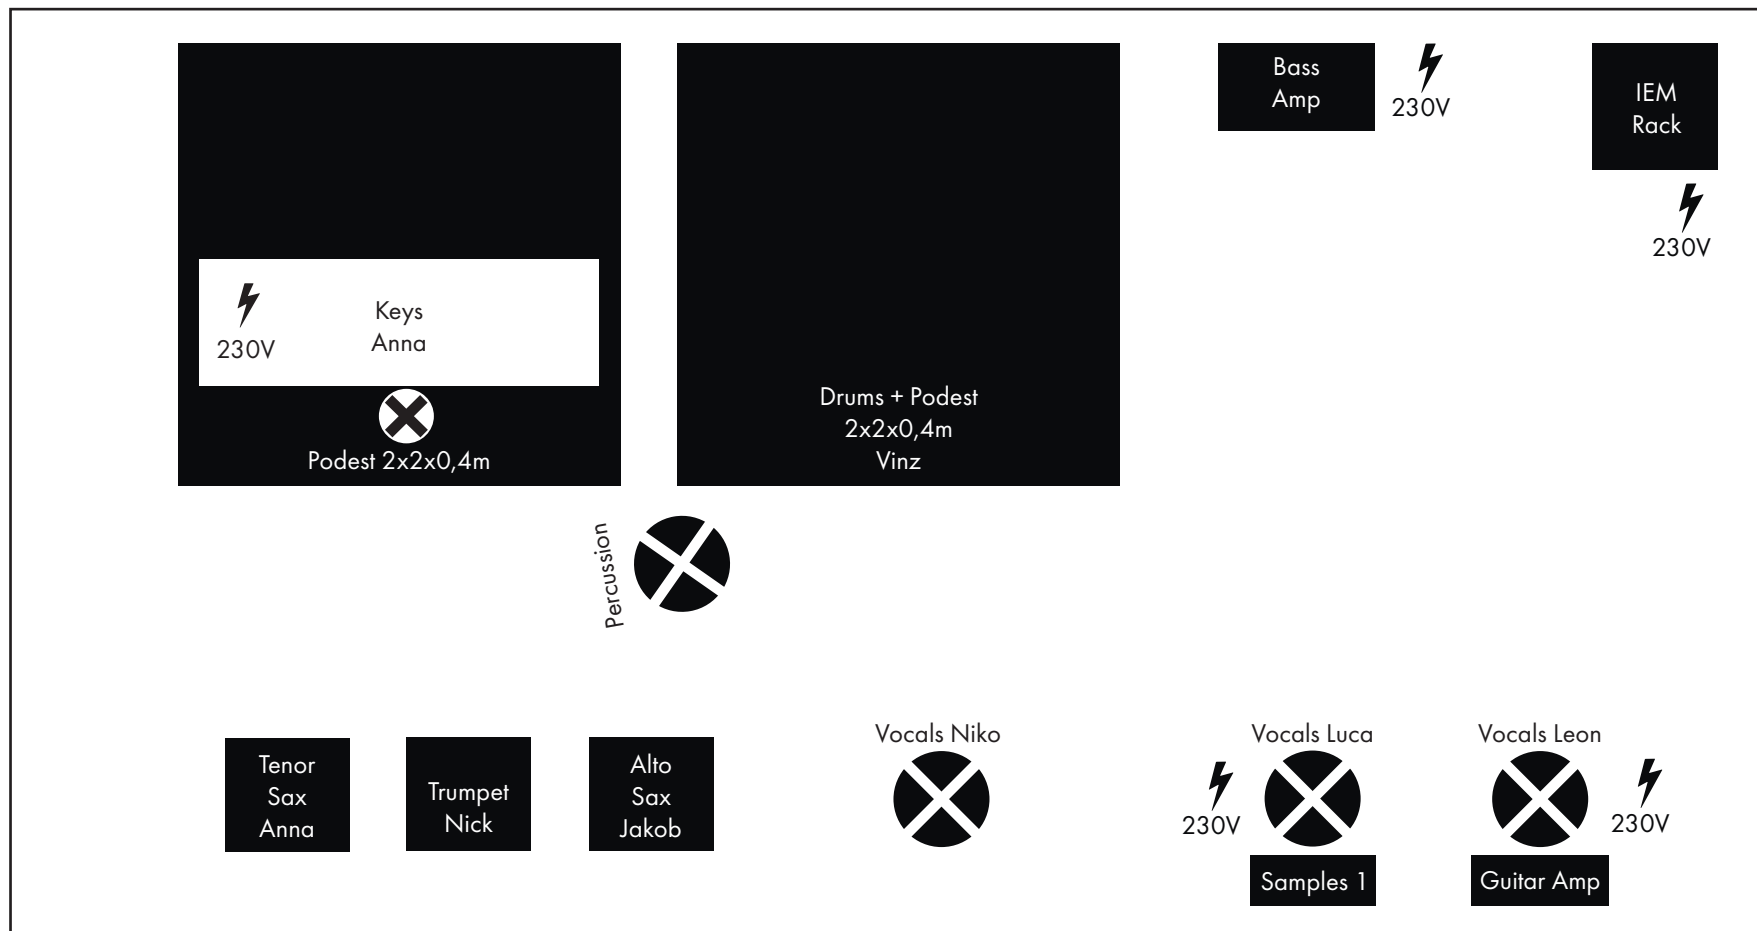 Bass
Amp
230V
IEM
Rack
230V
230V
Keys
Anna
Podest 2x2x0,4m
Drums + Podest
2x2x0,4m
Vinz
Percussion
Tenor
Sax
Anna
Trumpet
Nick
Alto
Sax
Jakob
Vocals Niko
Vocals Luca
230V
Samples 1
Vocals Leon
230V
Guitar Amp